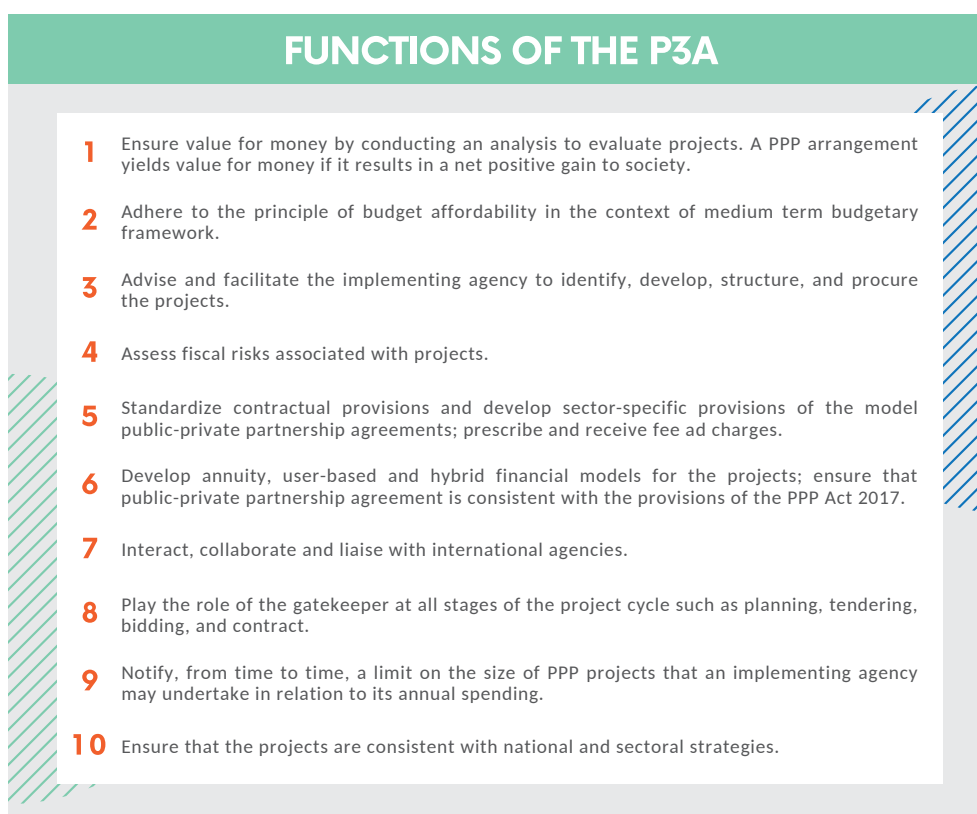 FUNCTIONS OF THE P3A
1 Ensure value for money by conducting an analysis to evaluate projects. A PPP arrangement
yields value for money if it results in a net positive gain to society.
2 Adhere to the principle of budget affordability in the context of medium term budgetary
framework.
3 Advise and facilitate the implementing agency to identify, develop, structure, and procure
the projects.
4 Assess fiscal risks associated with projects.
5 Standardize contractual provisions and develop sector-specific provisions of the model
public-private partnership agreements; prescribe and receive fee ad charges.
6 Develop annuity, user-based and hybrid financial models for the projects; ensure that
public-private partnership agreement is consistent with the provisions of the PPP Act 2017.
7 Interact, collaborate and liaise with international agencies.
8 Play the role of the gatekeeper at all stages of the project cycle such as planning, tendering,
bidding, and contract.
9 Notify, from time to time, a limit on the size of PPP projects that an implementing agency
may undertake in relation to its annual spending.
10 Ensure that the projects are consistent with national and sectoral strategies.